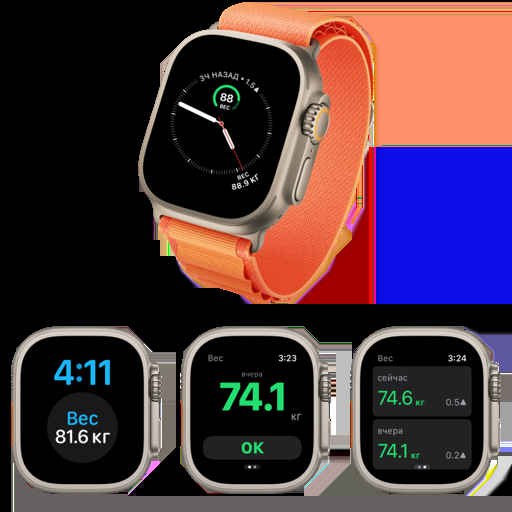 3Ч НАЗАД • 1.5▲
88
ВЕС
ВЕС
88.9 КГ
4:11
Вес
81.6 кг
3:23
вчера
74.1
кг
OK
Вес 3:24
сейчас
74.6 кг 0.5▲
вчера
74.1 кг 0.2▲